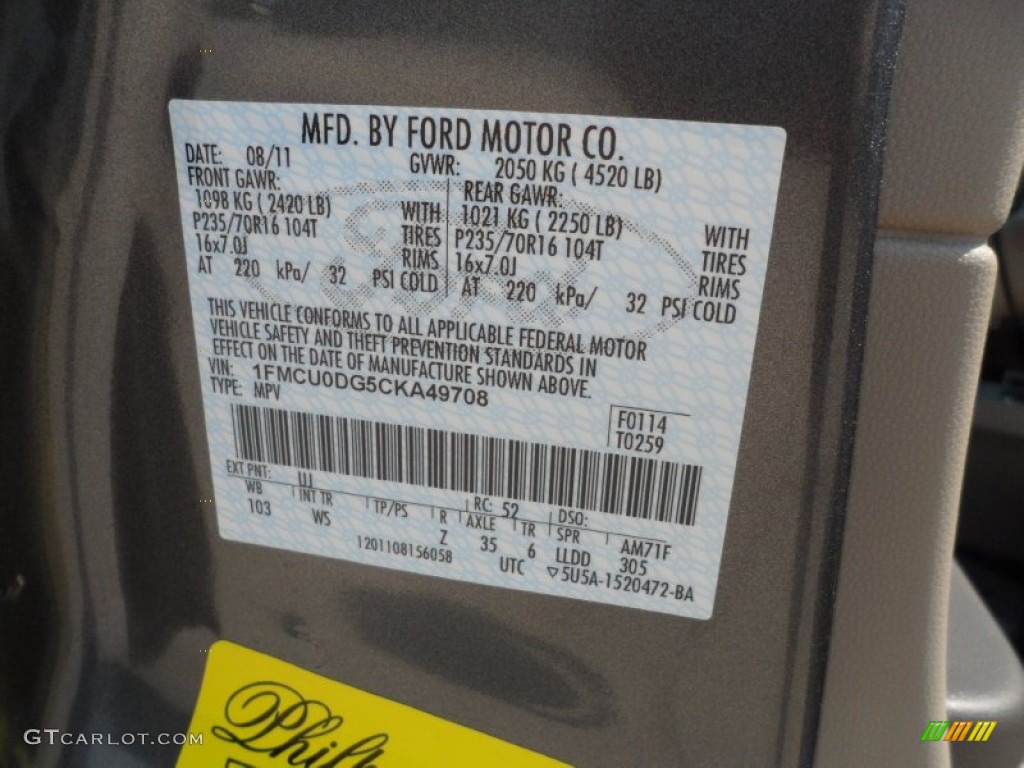 MFD. BY FORD MOTOR CO.
DATE: 08/11 GVWR: 2050 KG ( 4520 LB)
FRONT GAWR: REAR GAWR:
1098 KG ( 2420 LB) WITH 1021 KG ( 2250 LB) WITH
P235/70R16 104T TIRES P235/70R16 104T TIRES
16x7.0J RIMS 16x7.0J RIMS
AT 220 kPa/ 32 PSI COLD AT 220 kPa/ 32 PSI COLD
THIS VEHICLE CONFORMS TO ALL APPLICABLE FEDERAL MOTOR
VEHICLE SAFETY AND THEFT PREVENTION STANDARDS IN
EFFECT ON THE DATE OF MANUFACTURE SHOWN ABOVE.
VIN: 1FMCU0DG5CKA49708
TYPE: MPV
F0114
T0259
EXT PNT: UJ RC: 52 DSO:
WB INT TR TP/PS R AXLE TR SPR AM71F
103 WS Z 35 6 LLDD 305
1201108156058 UTC ▽5U5A-1520472-BA
GTCARLOT.COM